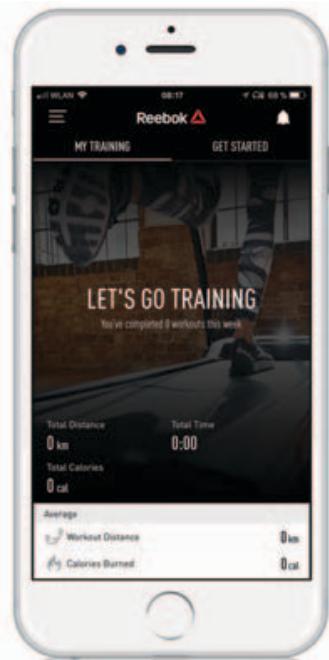 WLAN 08:17 68 %
Reebok
MY TRAINING GET STARTED
LET'S GO TRAINING
You've completed 0 workouts this week
Total Distance Total Time
0 km 0:00
Total Calories
0 cal
Average
Workout Distance 0 km
Calories Burned 0 cal